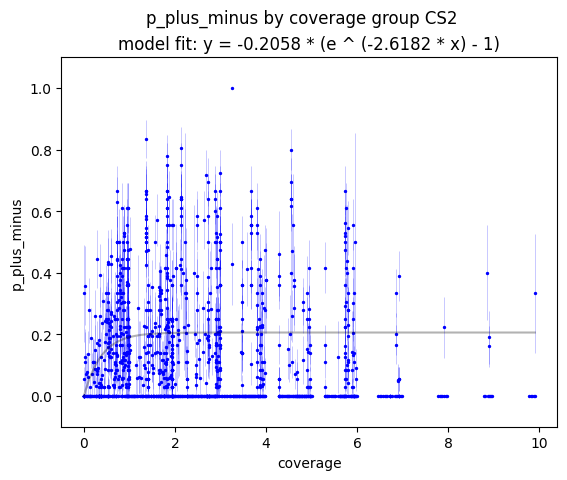 p_plus_minus by coverage group CS2
model fit: y = -0.2058 * (e ^ (-2.6182 * x) - 1)
1.0
0.8
0.6
0.4
0.2
0.0
p_plus_minus
0 2 4 6 8 10
coverage